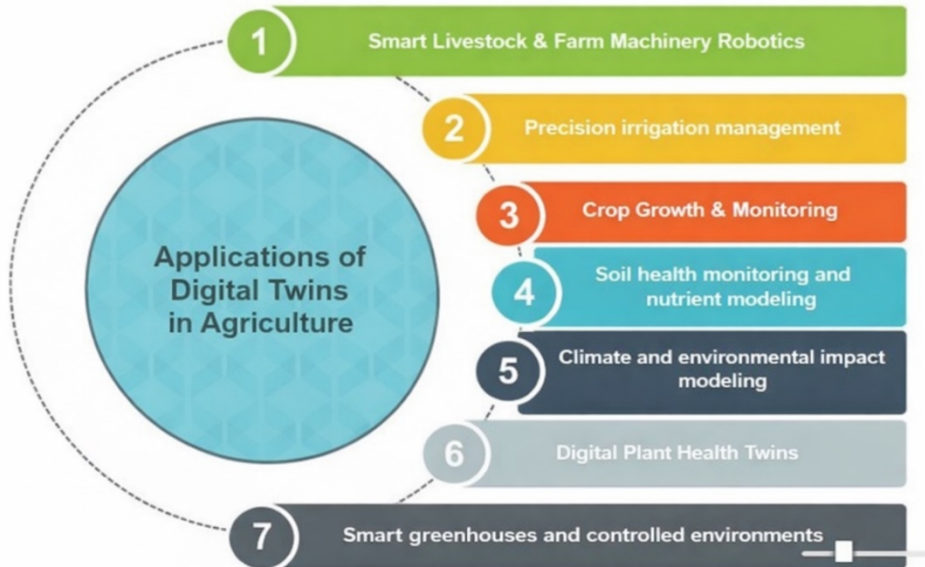 1
Smart Livestock & Farm Machinery Robotics
2
Precision irrigation management
3
Crop Growth & Monitoring
Applications of
Digital Twins
in Agriculture
4
Soil health monitoring and
nutrient modeling
5
Climate and environmental impact
modeling
6
Digital Plant Health Twins
7
Smart greenhouses and controlled environments